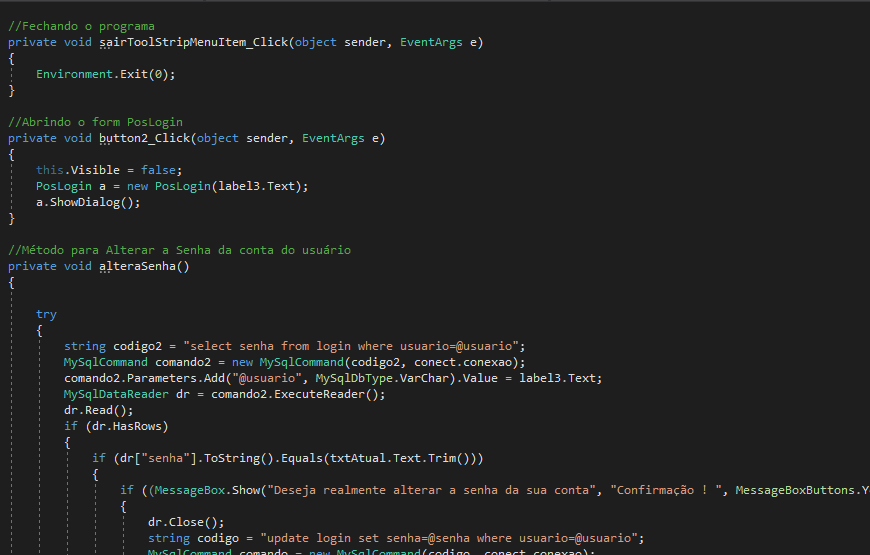 //Fechando o programa
private void sairToolStripMenuItem_Click(object sender, EventArgs e)
{
Environment.Exit(0);
}
//Abrindo o form PosLogin
private void button2_Click(object sender, EventArgs e)
{
this.Visible = false;
PosLogin a = new PosLogin(label3.Text);
a.ShowDialog();
}
//Método para Alterar a Senha da conta do usuário
private void alteraSenha()
{
try
{
string codigo2 = "select senha from login where usuario=@usuario";
MySqlCommand comando2 = new MySqlCommand(codigo2, conect.conexao);
comando2.Parameters.Add("@usuario", MySqlDbType.VarChar).Value = label3.Text;
MySqlDataReader dr = comando2.ExecuteReader();
dr.Read();
if (dr.HasRows)
{
if (dr["senha"].ToString().Equals(txtAtual.Text.Trim()))
{
if ((MessageBox.Show("Deseja realmente alterar a senha da sua conta", "Confirmação ! ", MessageBoxButtons.Y
{
dr.Close();
string codigo = "update login set senha=@senha where usuario=@usuario";
MySqlCommand comando = new MySqlCommand(codigo, conect.conexao);